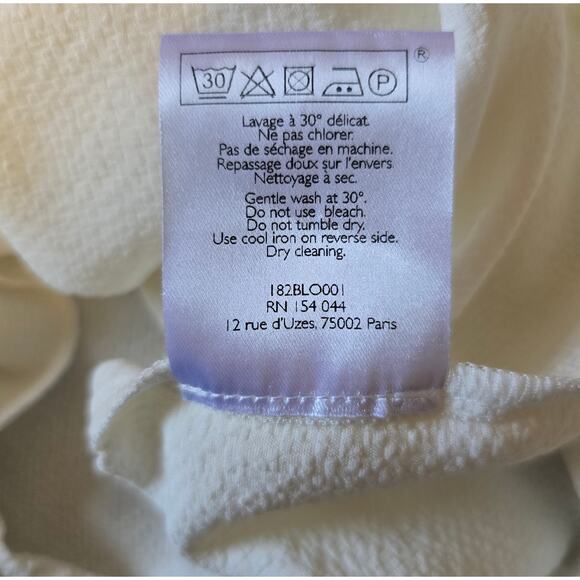 30 P ®
Lavage à 30° délicat.
Ne pas chlorer.
Pas de séchage en machine.
Repassage doux sur l'envers.
Nettoyage à sec.
Gentle wash at 30°.
Do not use bleach.
Do not tumble dry.
Use cool iron on reverse side.
Dry cleaning.
182BLO001
RN 154 044
12 rue d'Uzes, 75002 Paris